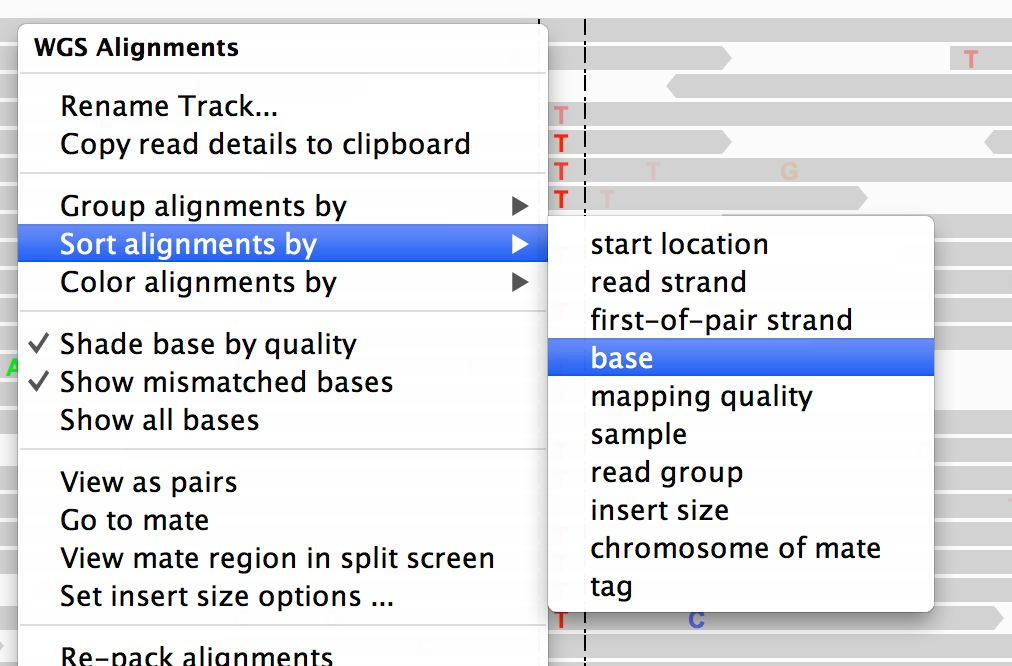 WGS Alignments
Rename Track...
Copy read details to clipboard
Group alignments by
Sort alignments by
Color alignments by
Shade base by quality
Show mismatched bases
Show all bases
View as pairs
Go to mate
View mate region in split screen
Set insert size options ...
Re-pack alignments
start location
read strand
first-of-pair strand
base
mapping quality
sample
read group
insert size
chromosome of mate
tag
T
T
T
T
T
G
T
T
A
T
C